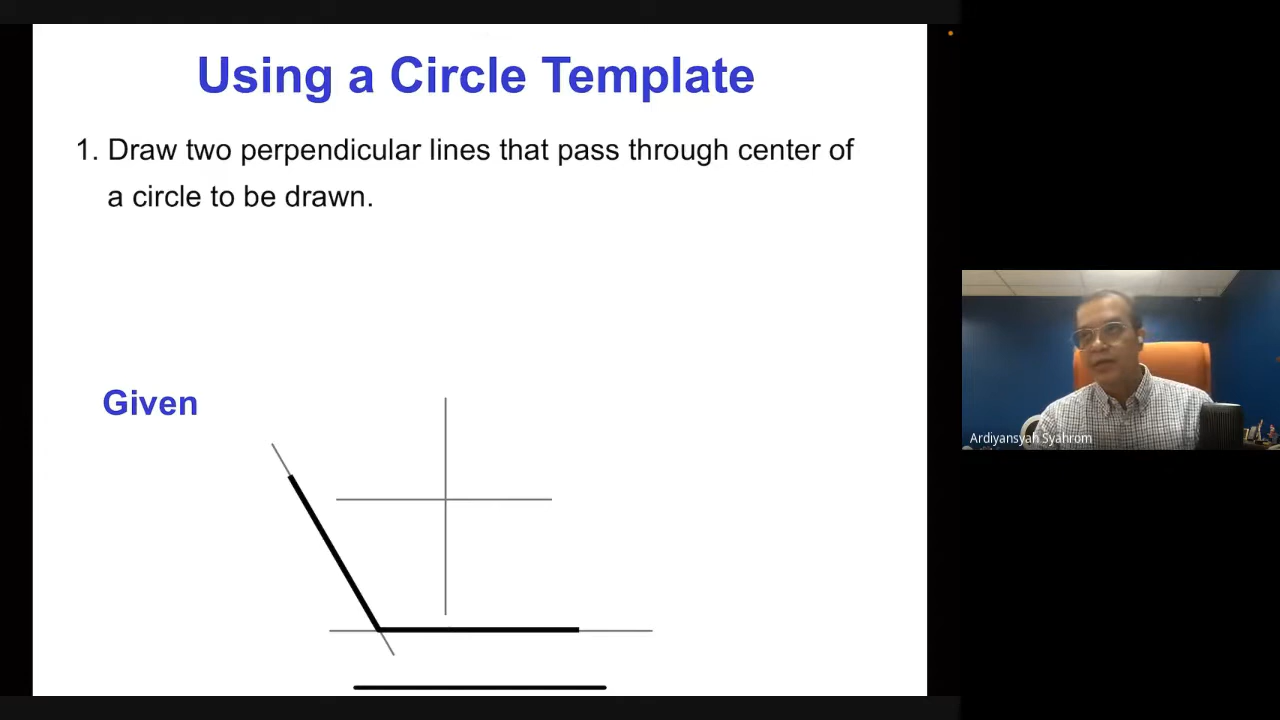 Using a Circle Template
1. Draw two perpendicular lines that pass through center of
a circle to be drawn.
Given
Ardiyansyah Syahrom